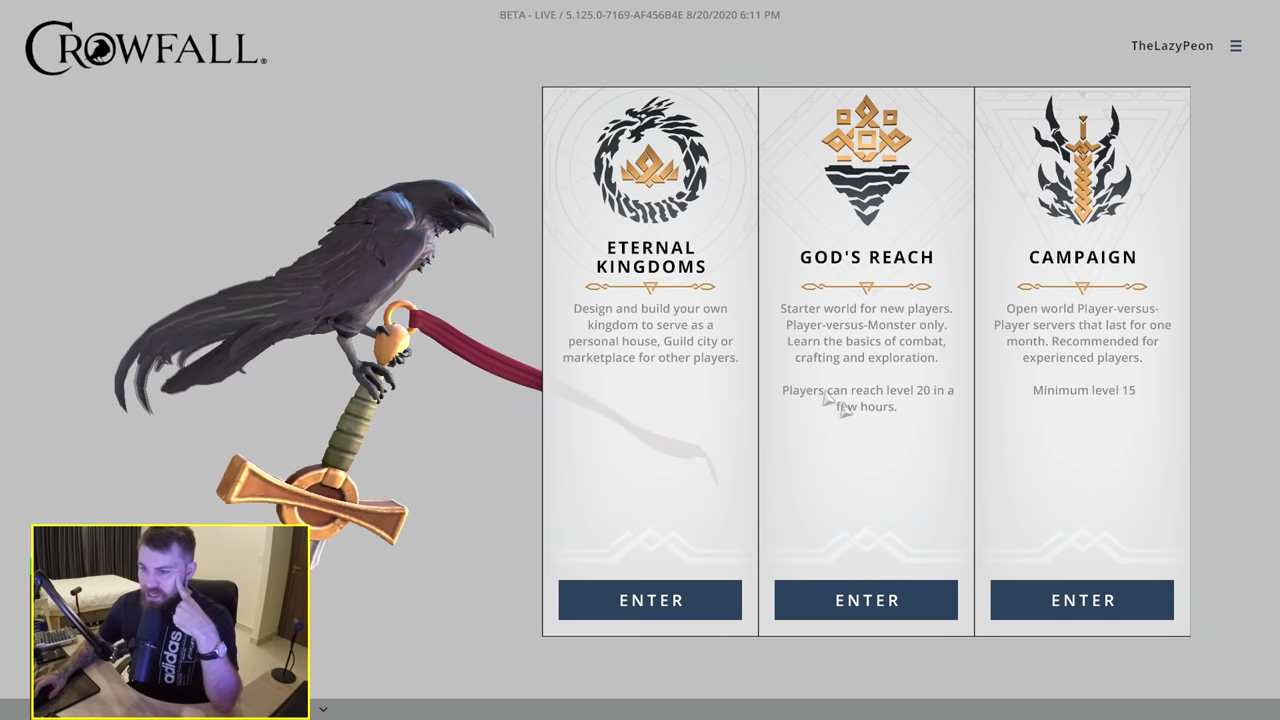 BETA - LIVE / 5.125.0-7169-AF456B4E 8/20/2020 6:11 PM
CROWFALL®
TheLazyPeon
ETERNAL
KINGDOMS
Design and build your own
kingdom to serve as a
personal house, Guild city or
marketplace for other players.
ENTER
GOD'S REACH
Starter world for new players.
Player-versus-Monster only.
Learn the basics of combat,
crafting and exploration.
Players can reach level 20 in a
few hours.
ENTER
CAMPAIGN
Open world Player-versus-
Player servers that last for one
month. Recommended for
experienced players.
Minimum level 15
ENTER
adidas